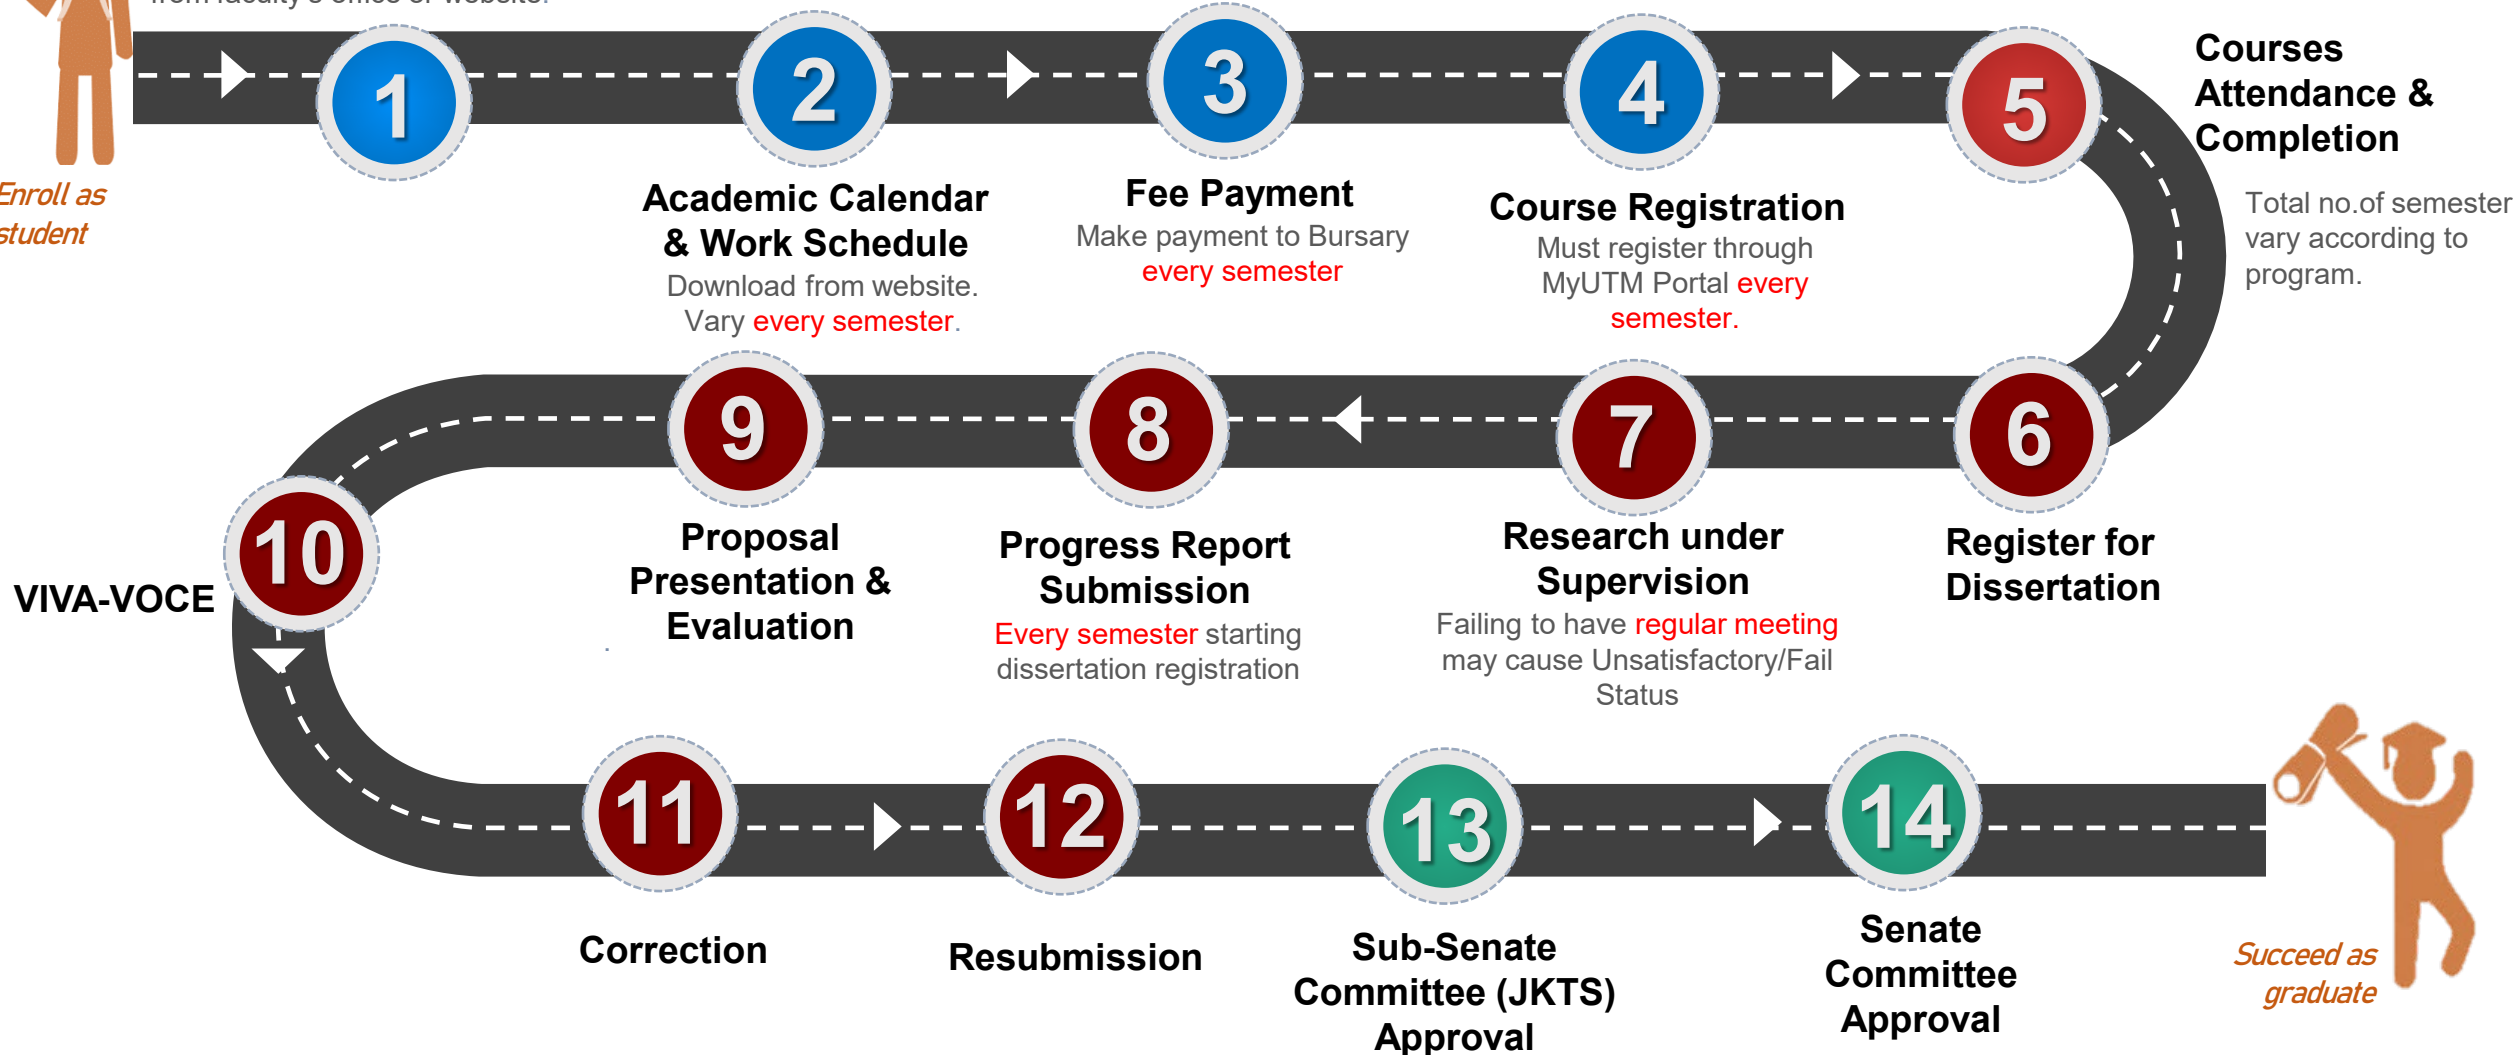 from faculty's office or website.
Enroll as
student
1
2
Academic Calendar
& Work Schedule
Download from website.
Vary every semester.
3
Fee Payment
Make payment to Bursary
every semester
4
Course Registration
Must register through
MyUTM Portal every
semester.
5
Courses
Attendance &
Completion
Total no.of semester
vary according to
program.
6
Register for
Dissertation
7
Research under
Supervision
Failing to have regular meeting
may cause Unsatisfactory/Fail
Status
8
Progress Report
Submission
Every semester starting
dissertation registration
9
Proposal
Presentation &
Evaluation
.
10
VIVA-VOCE
11
Correction
12
Resubmission
13
Sub-Senate
Committee (JKTS)
Approval
14
Senate
Committee
Approval
Succeed as
graduate